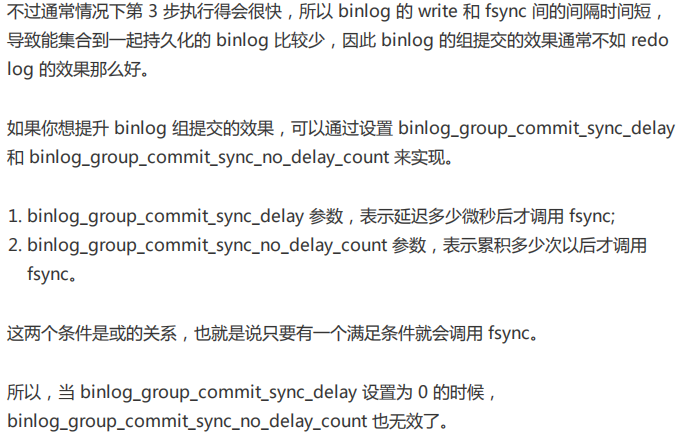 不过通常情况下第 3 步执行得会很快，所以 binlog 的 write 和 fsync 间的间隔时间短，
导致能集合到一起持久化的 binlog 比较少，因此 binlog 的组提交的效果通常不如 redo
log 的效果那么好。
如果你想提升 binlog 组提交的效果，可以通过设置 binlog_group_commit_sync_delay
和 binlog_group_commit_sync_no_delay_count 来实现。
1. binlog_group_commit_sync_delay 参数，表示延迟多少微秒后才调用 fsync;
2. binlog_group_commit_sync_no_delay_count 参数，表示累积多少次以后才调用
fsync。
这两个条件是或的关系，也就是说只要有一个满足条件就会调用 fsync。
所以，当 binlog_group_commit_sync_delay 设置为 0 的时候，
binlog_group_commit_sync_no_delay_count 也无效了。